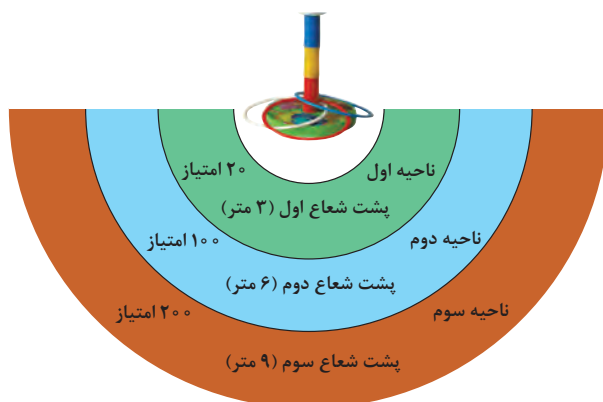 ناحیه اول
۲۰ امتیاز
پشت شعاع اول (۳ متر)
ناحیه دوم
۱۰۰ امتیاز
پشت شعاع دوم (۶ متر)
ناحیه سوم
۲۰۰ امتیاز
پشت شعاع سوم (۹ متر)